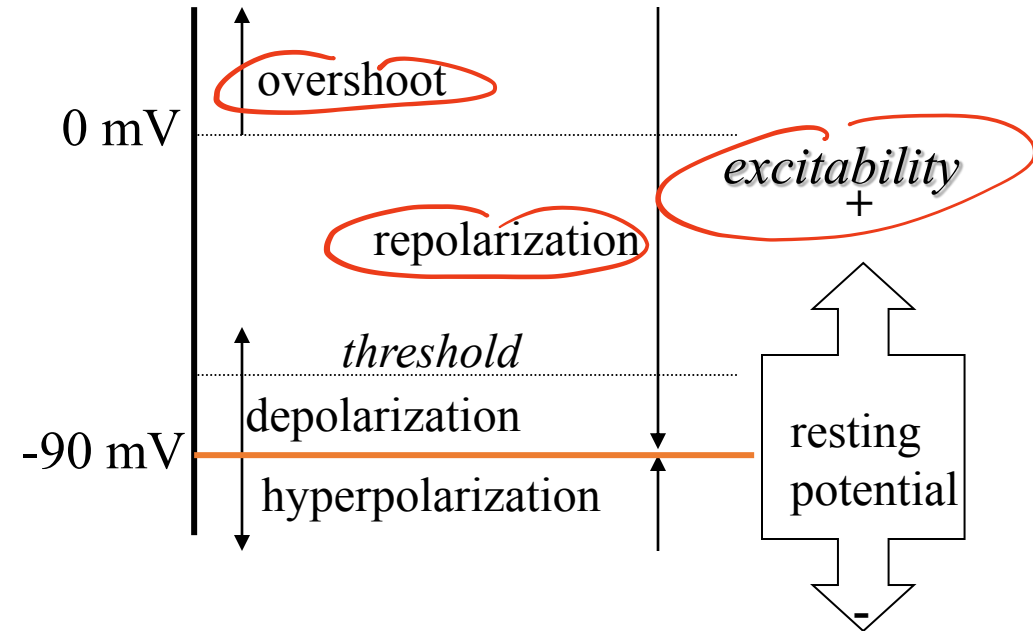 overshoot
0 mV
excitability
+
repolarization
threshold
depolarization
-90 mV
resting
potential
hyperpolarization
-